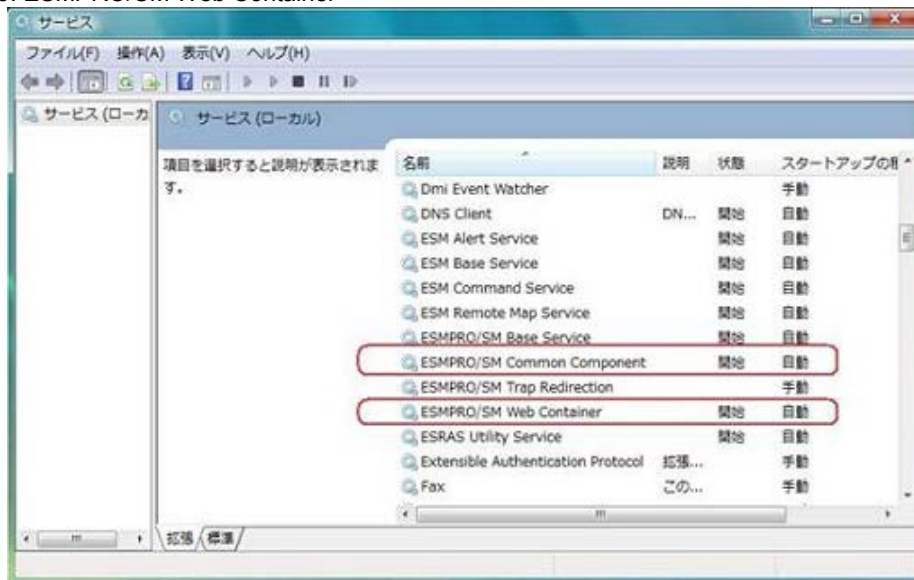 ESMPRO/SM Web Container
サービス
ファイル(F) 操作(A) 表示(V) ヘルプ(H)
サービス (ローカ
サービス (ローカル)
項目を選択すると説明が表示されます。
名前 説明 状態 スタートアップの種
Dmi Event Watcher 手動
DNS Client DN... 開始 自動
ESM Alert Service 開始 自動
ESM Base Service 開始 自動
ESM Command Service 開始 自動
ESM Remote Map Service 開始 自動
ESMPRO/SM Base Service 開始 自動
ESMPRO/SM Common Component 開始 自動
ESMPRO/SM Trap Redirection 手動
ESMPRO/SM Web Container 開始 自動
ESRAS Utility Service 開始 自動
Extensible Authentication Protocol 拡張... 手動
Fax この... 手動
拡張 標準